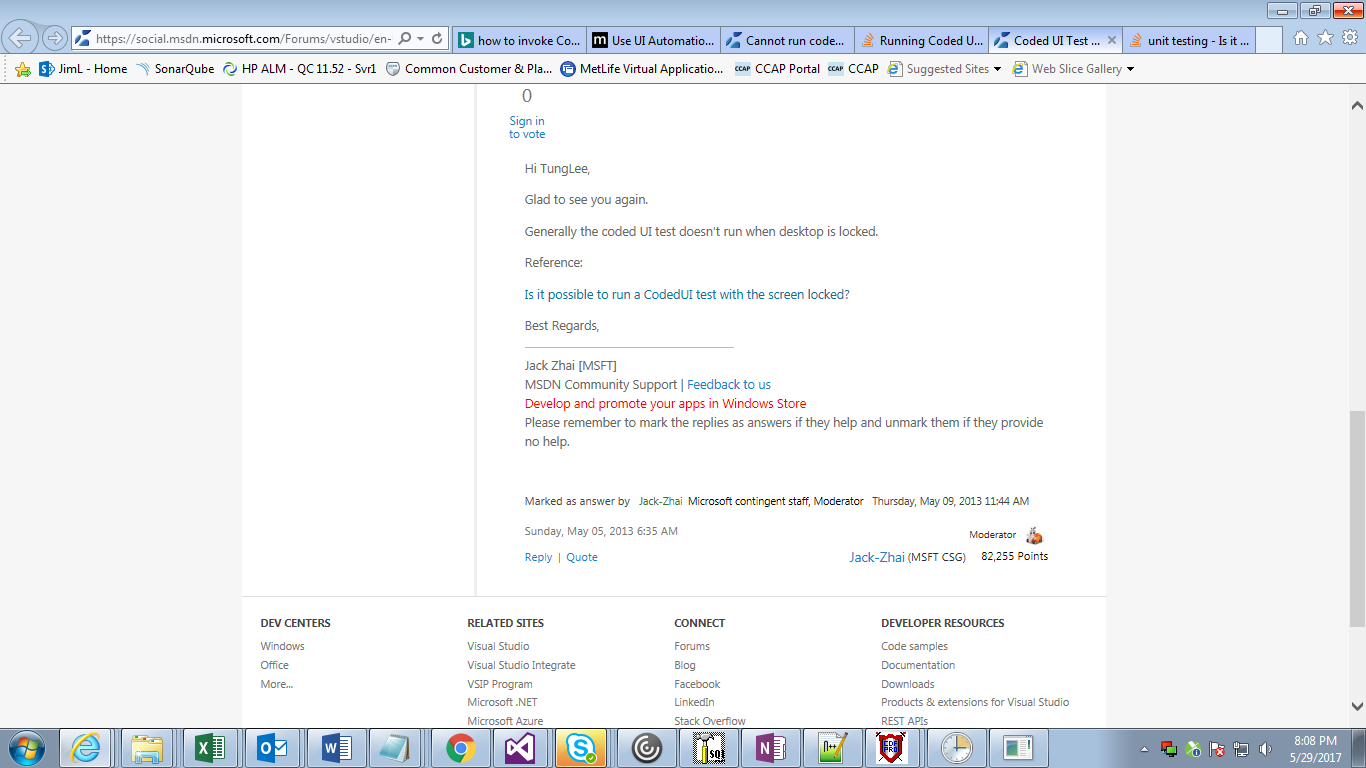 https://social.msdn.microsoft.com/Forums/vstudio/en-
how to invoke Co...
Use UI Automatio...
Cannot run code...
Running Coded U...
Coded UI Test ...
unit testing - Is it ...
JimL - Home
SonarQube
HP ALM - QC 11.52 - Svr1
Common Customer & Pla...
MetLife Virtual Applicatio...
CCAP CCAP Portal
CCAP CCAP
Suggested Sites
Web Slice Gallery
0
Sign in
to vote
Hi TungLee,
Glad to see you again.
Generally the coded UI test doesn't run when desktop is locked.
Reference:
Is it possible to run a CodedUI test with the screen locked?
Best Regards,
Jack Zhai [MSFT]
MSDN Community Support | Feedback to us
Develop and promote your apps in Windows Store
Please remember to mark the replies as answers if they help and unmark them if they provide
no help.
Marked as answer by Jack-Zhai Microsoft contingent staff, Moderator Thursday, May 09, 2013 11:44 AM
Sunday, May 05, 2013 6:35 AM
Moderator
Reply | Quote
Jack-Zhai (MSFT CSG) 82,255 Points
DEV CENTERS
Windows
Office
More...
RELATED SITES
Visual Studio
Visual Studio Integrate
VSIP Program
Microsoft .NET
Microsoft Azure
CONNECT
Forums
Blog
Facebook
LinkedIn
Stack Overflow
DEVELOPER RESOURCES
Code samples
Documentation
Downloads
Products & extensions for Visual Studio
REST APIs
8:08 PM
5/29/2017